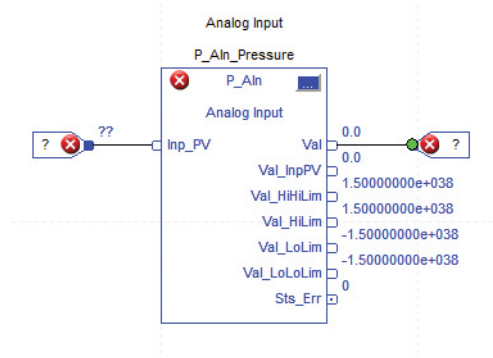 Analog Input
P_AIn_Pressure
P_AIn ...
Analog Input
? ?? Inp_PV Val 0.0 ?
Val_InpPV 0.0
Val_HiHiLim 1.50000000e+038
Val_HiLim 1.50000000e+038
Val_LoLim -1.50000000e+038
Val_LoLoLim -1.50000000e+038
Sts_Err 0